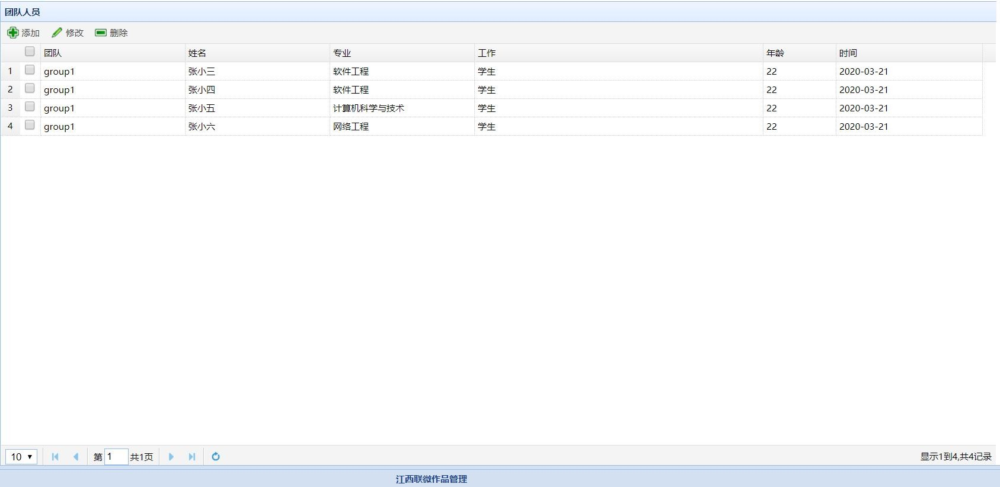 团队人员
添加 修改 删除
团队 姓名 专业 工作 年龄 时间
1 group1 张小三 软件工程 学生 22 2020-03-21
2 group1 张小四 软件工程 学生 22 2020-03-21
3 group1 张小五 计算机科学与技术 学生 22 2020-03-21
4 group1 张小六 网络工程 学生 22 2020-03-21
10 第 1 共1页 显示1到4,共4记录
江西联微作品管理